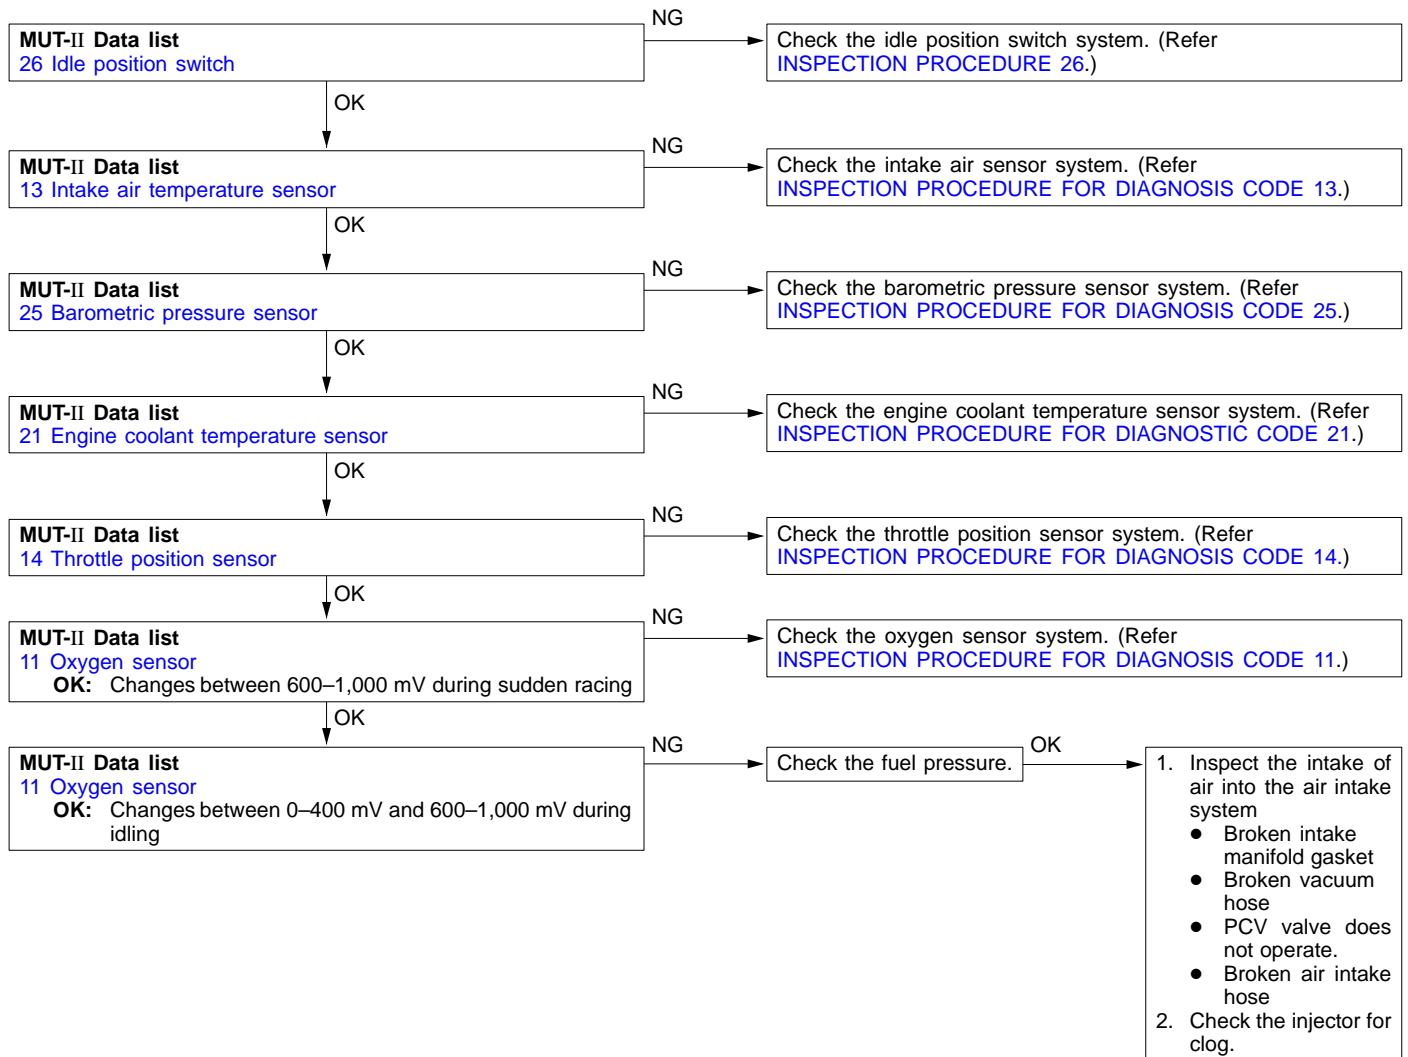 NG
MUT-II Data list
26 Idle position switch
Check the idle position switch system. (Refer
INSPECTION PROCEDURE 26.)
OK
NG
MUT-II Data list
13 Intake air temperature sensor
Check the intake air sensor system. (Refer
INSPECTION PROCEDURE FOR DIAGNOSIS CODE 13.)
OK
NG
MUT-II Data list
25 Barometric pressure sensor
Check the barometric pressure sensor system. (Refer
INSPECTION PROCEDURE FOR DIAGNOSIS CODE 25.)
OK
NG
MUT-II Data list
21 Engine coolant temperature sensor
Check the engine coolant temperature sensor system. (Refer
INSPECTION PROCEDURE FOR DIAGNOSTIC CODE 21.)
OK
NG
MUT-II Data list
14 Throttle position sensor
Check the throttle position sensor system. (Refer
INSPECTION PROCEDURE FOR DIAGNOSIS CODE 14.)
OK
NG
MUT-II Data list
11 Oxygen sensor
OK: Changes between 600–1,000 mV during sudden racing
Check the oxygen sensor system. (Refer
INSPECTION PROCEDURE FOR DIAGNOSIS CODE 11.)
OK
NG
MUT-II Data list
11 Oxygen sensor
OK: Changes between 0–400 mV and 600–1,000 mV during
idling
Check the fuel pressure.
OK
1. Inspect the intake of
air into the air intake
system
● Broken intake
manifold gasket
● Broken vacuum
hose
● PCV valve does
not operate.
● Broken air intake
hose
2. Check the injector for
clog.